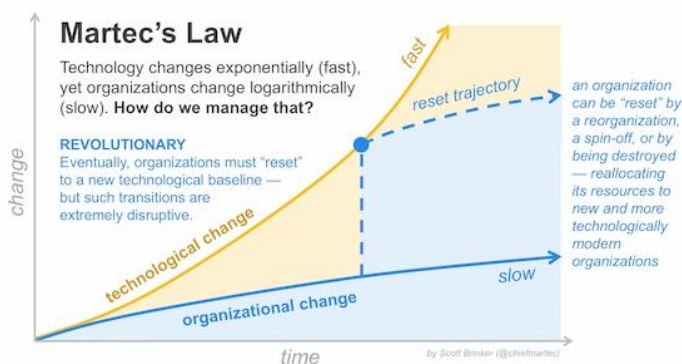 Martec's Law
Technology changes exponentially (fast),
yet organizations change logarithmically
(slow). How do we manage that?
REVOLUTIONARY
Eventually, organizations must “reset”
to a new technological baseline —
but such transitions are
extremely disruptive.
change
technological change
organizational change
fast
reset trajectory
slow
an organization
can be “reset” by
a reorganization,
a spin-off, or by
being destroyed
— reallocating
its resources to
new and more
technologically
modern
organizations
time
by Scott Brinker (@chiefmartec)